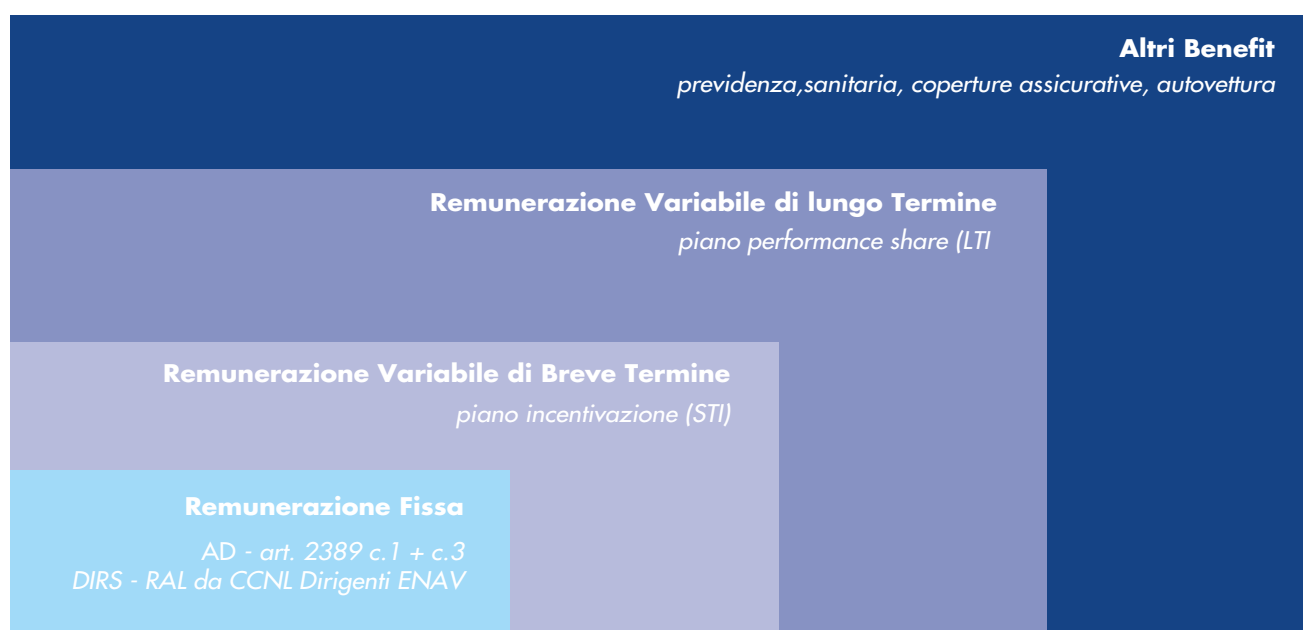 Altri Benefit
previdenza,sanitaria, coperture assicurative, autovettura
Remunerazione Variabile di lungo Termine
piano performance share (LTI
Remunerazione Variabile di Breve Termine
piano incentivazione (STI)
Remunerazione Fissa
AD - art. 2389 c.1 + c.3
DIRS - RAL da CCNL Dirigenti ENAV